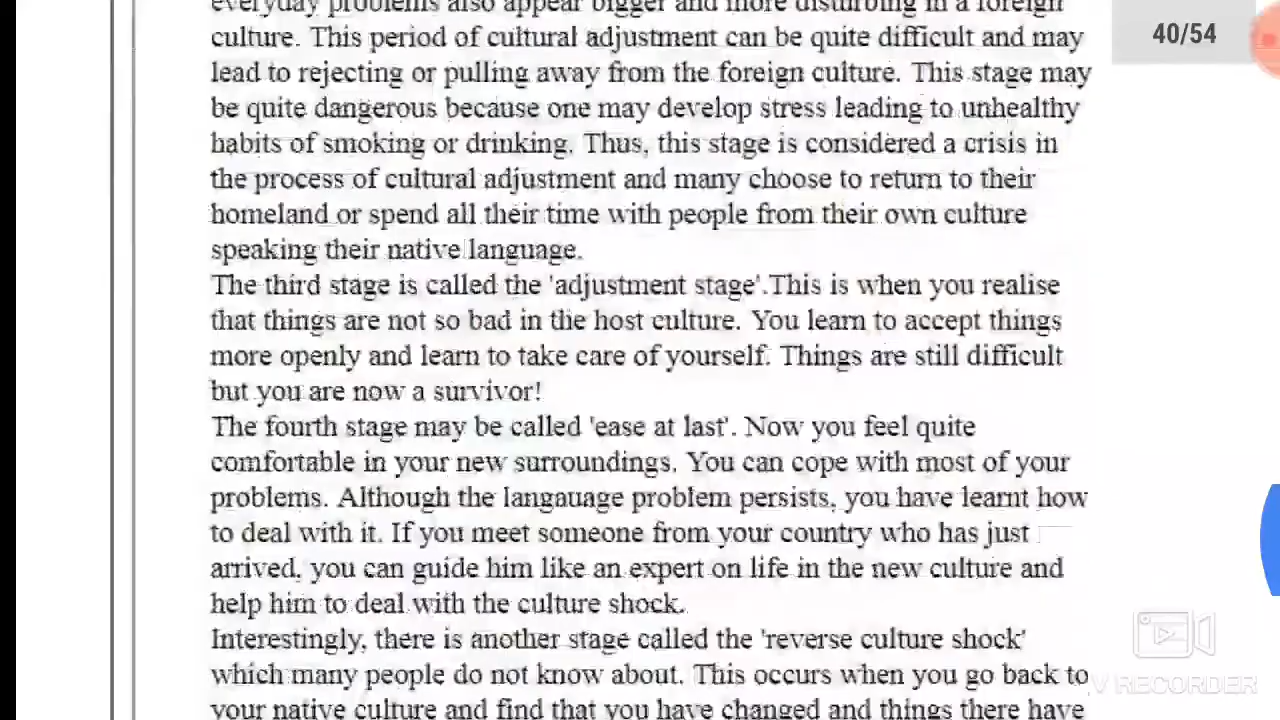 everyday problems also appear bigger and more disturbing in a foreign
culture. This period of cultural adjustment can be quite difficult and may
lead to rejecting or pulling away from the foreign culture. This stage may
be quite dangerous because one may develop stress leading to unhealthy
habits of smoking or drinking. Thus, this stage is considered a crisis in
the process of cultural adjustment and many choose to return to their
homeland or spend all their time with people from their own culture
speaking their native language.
The third stage is called the 'adjustment stage'.This is when you realise
that things are not so bad in the host culture. You learn to accept things
more openly and learn to take care of yourself. Things are still difficult
but you are now a survivor!
The fourth stage may be called 'ease at last'. Now you feel quite
comfortable in your new surroundings. You can cope with most of your
problems. Although the langauage problem persists, you have learnt how
to deal with it. If you meet someone from your country who has just
arrived, you can guide him like an expert on life in the new culture and
help him to deal with the culture shock.
Interestingly, there is another stage called the 'reverse culture shock'
which many people do not know about. This occurs when you go back to
your native culture and find that you have changed and things there have
40/54
V RECORDER